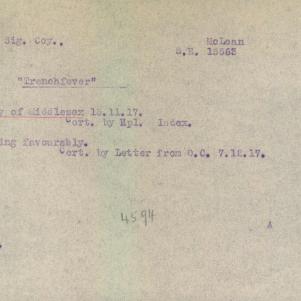 Sig. Coy., McLean
S.E. 13563
"Trenchfever"
y of Middlesex 15.11.17.
Cert. by Hpl. Index.
ing favourably.
Cert. by Letter from O.C. 7.12.17.
4594
A